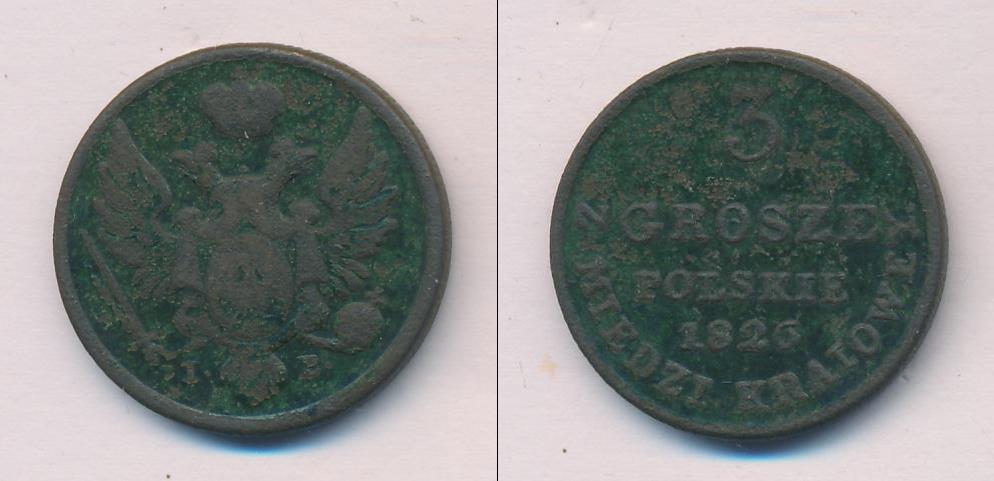 I. B.
3
GROSZE
POLSKIE
1826
Z MIEDZI KRAIOWEY